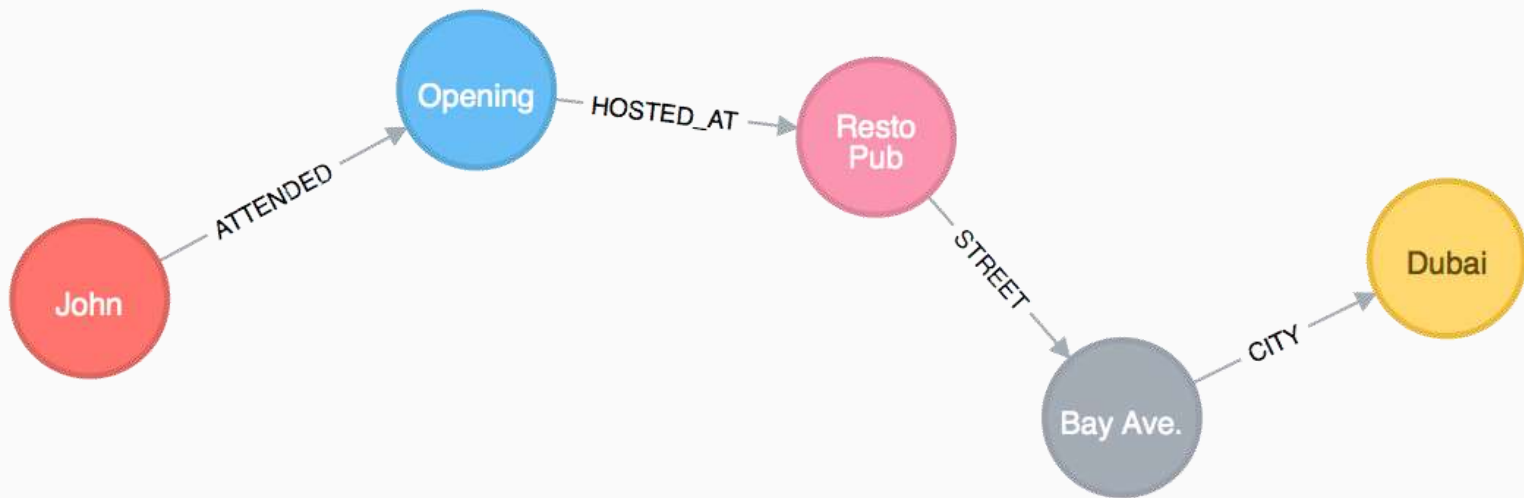 John
ATTENDED
Opening
HOSTED_AT
Resto
Pub
STREET
Bay Ave.
CITY
Dubai